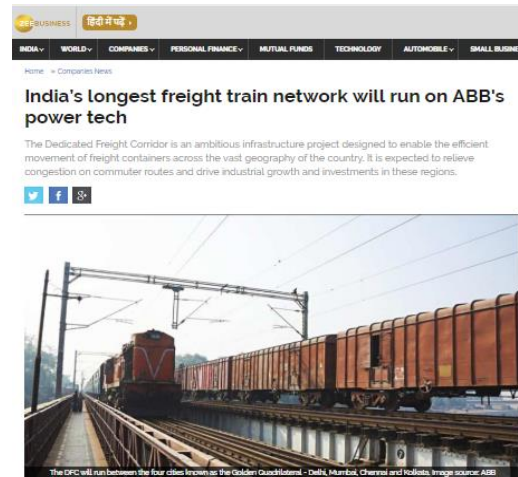 ZEE BUSINESS हिंदी में पढ़ें ›
INDIA WORLD COMPANIES PERSONAL FINANCE MUTUAL FUNDS TECHNOLOGY AUTOMOBILE SMALL BUSINE
Home » Companies News
India's longest freight train network will run on ABB's
power tech
The Dedicated Freight Corridor is an ambitious infrastructure project designed to enable the efficient
movement of freight containers across the vast geography of the country. It is expected to relieve
congestion on commuter routes and drive industrial growth and investments in these regions.
The DFC will run between the four cities known as the Golden Quadrilateral - Delhi, Mumbai, Chennai and Kolkata. Image source: ABB